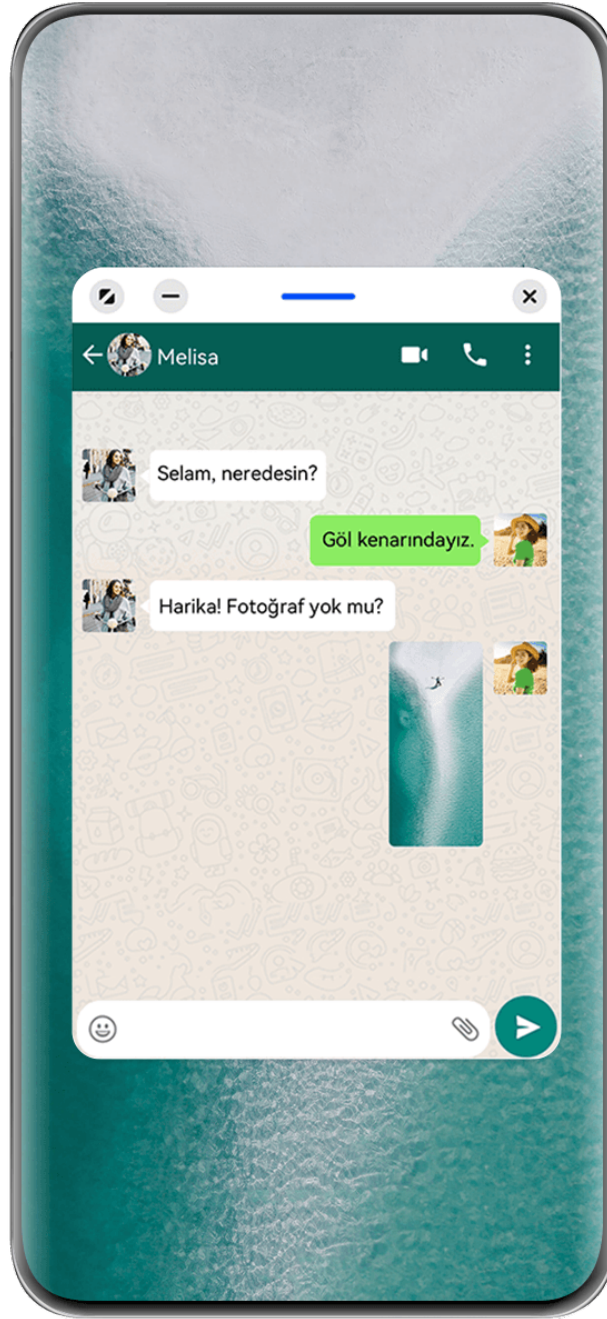 Melisa
Selam, neredesin?
Göl kenarındayız.
Harika! Fotoğraf yok mu?